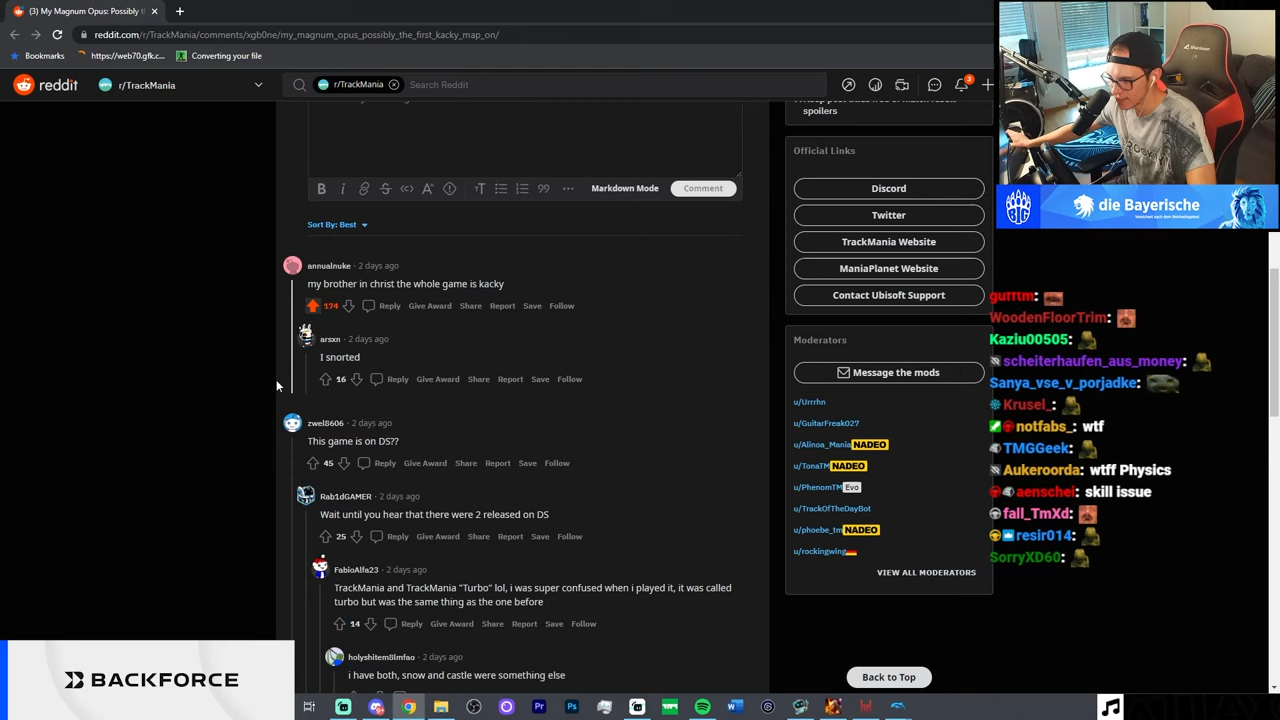 (3) My Magnum Opus: Possibly t
reddit.com/r/TrackMania/comments/xgb0ne/my_magnum_opus_possibly_the_first_kacky_map_on/
Bookmarks
https://web70.gfk.c
Converting your file
reddit
r/TrackMania
r/TrackMania
Search Reddit
3
spoilers
Markdown Mode
Comment
Sort By: Best
annualnuke • 2 days ago
my brother in christ the whole game is kacky
174 Reply Give Award Share Report Save Follow
arsxn • 2 days ago
I snorted
16 Reply Give Award Share Report Save Follow
zwel8606 • 2 days ago
This game is on DS??
45 Reply Give Award Share Report Save Follow
Rab1dGAMER • 2 days ago
Wait until you hear that there were 2 released on DS
25 Reply Give Award Share Report Save Follow
FabioAlfa23 • 2 days ago
TrackMania and TrackMania "Turbo" lol, i was super confused when i played it, it was called
turbo but was the same thing as the one before
14 Reply Give Award Share Report Save Follow
holyshitem8lmfao • 2 days ago
i have both, snow and castle were something else
Official Links
Discord
Twitter
TrackMania Website
ManiaPlanet Website
Contact Ubisoft Support
Moderators
Message the mods
u/Urrrhn
u/GuitarFreak027
u/Alinoa_Mania NADEO
u/TonaTM NADEO
u/PhenomTM Evo
u/TrackOfTheDayBot
u/phoebe_tm NADEO
u/rockingwing
VIEW ALL MODERATORS
Back to Top
die Bayerische
gufftm:
WoodenFloorTrim:
Kaziu00505:
scheiterhaufen_aus_money:
Sanya_vse_v_porjadke:
Krusel_:
notfabs_: wtf
TMGGeek:
Aukeroorda: wtff Physics
aenschei: skill issue
fall_TmXd:
resir014:
SorryXD60:
BACKFORCE